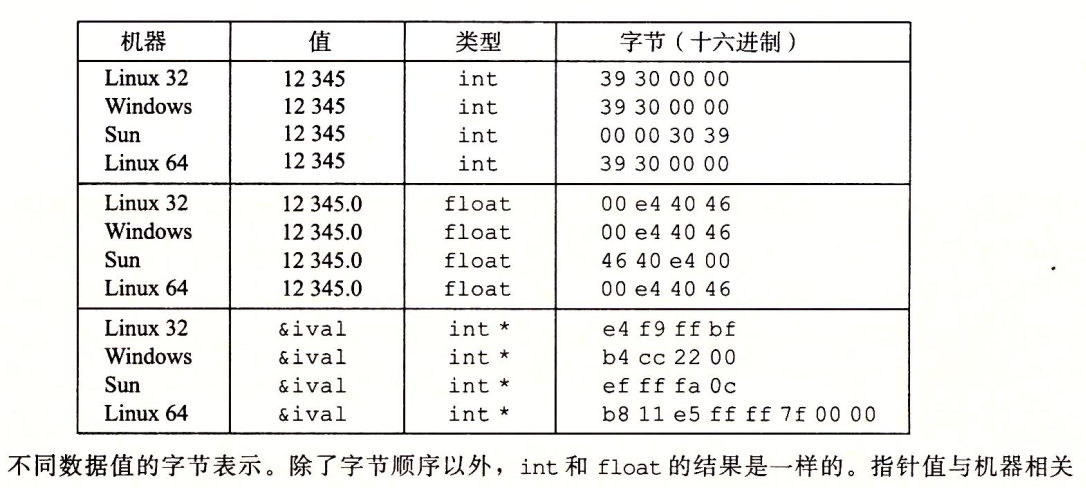 机器 值 类型 字节（十六进制）
Linux 32 12 345 int 39 30 00 00
Windows 12 345 int 39 30 00 00
Sun 12 345 int 00 00 30 39
Linux 64 12 345 int 39 30 00 00
Linux 32 12 345.0 float 00 e4 40 46
Windows 12 345.0 float 00 e4 40 46
Sun 12 345.0 float 46 40 e4 00
Linux 64 12 345.0 float 00 e4 40 46
Linux 32 &ival int * e4 f9 ff bf
Windows &ival int * b4 cc 22 00
Sun &ival int * ef ff fa 0c
Linux 64 &ival int * b8 11 e5 ff ff 7f 00 00
不同数据值的字节表示。除了字节顺序以外，int 和 float 的结果是一样的。指针值与机器相关